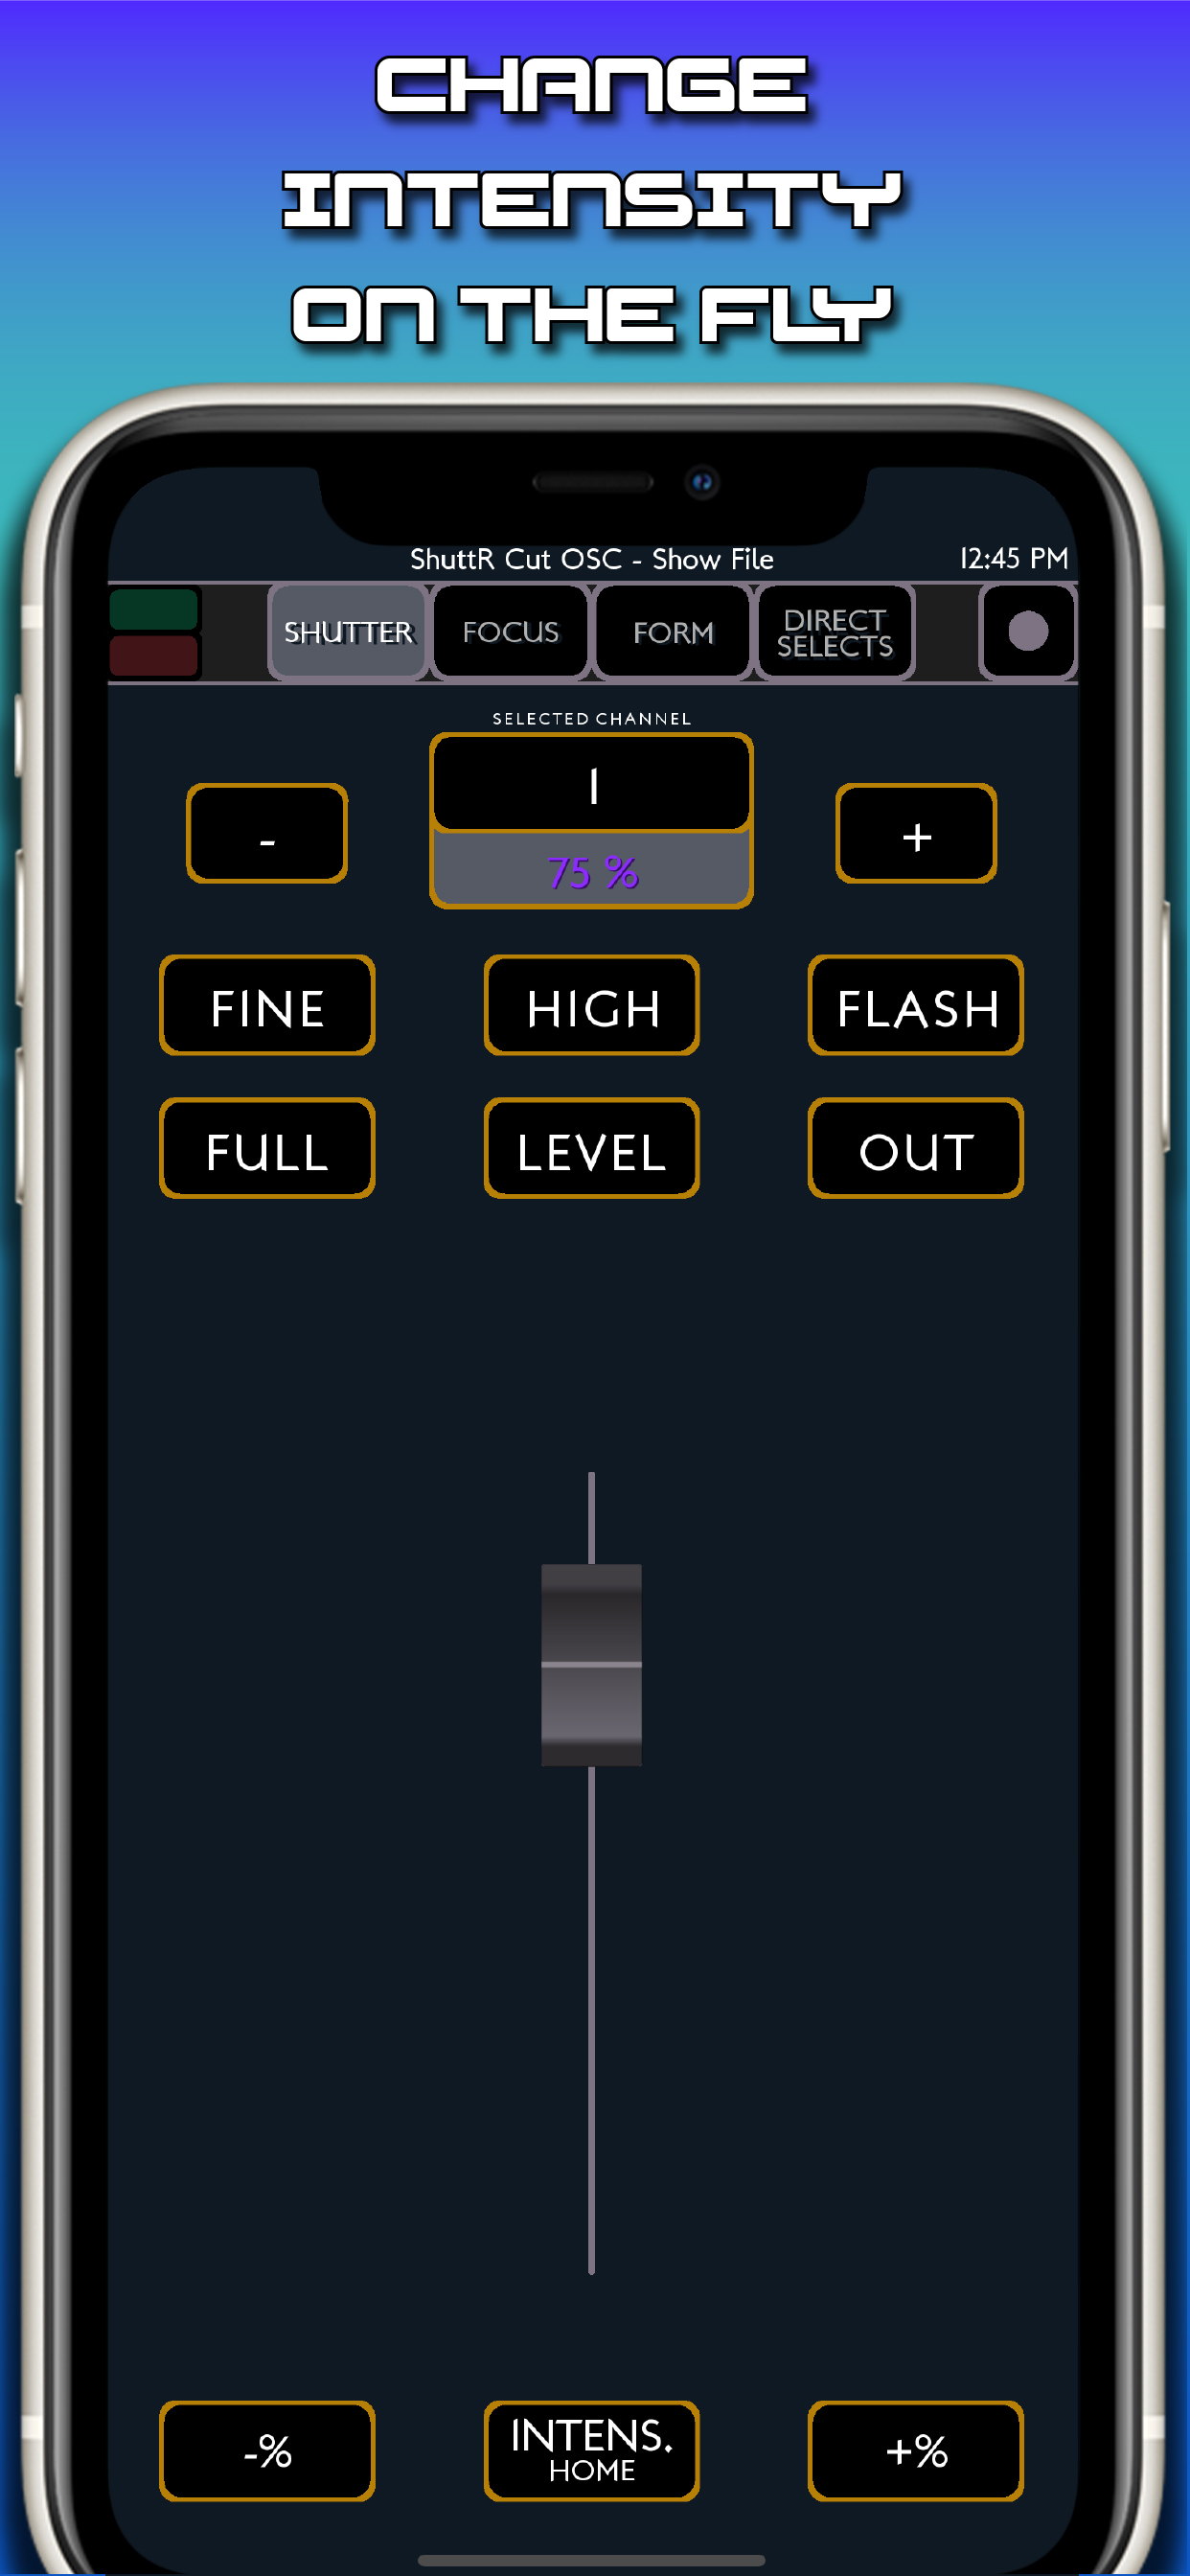 CHANGE
INTENSITY
ON THE FLY
ShuttR Cut OSC - Show File
12:45 PM
SHUTTER
FOCUS
FORM
DIRECT
SELECTS
SELECTED CHANNEL
-
1
+
75 %
FINE
HIGH
FLASH
FULL
LEVEL
OUT
-%
INTENS.
HOME
+%